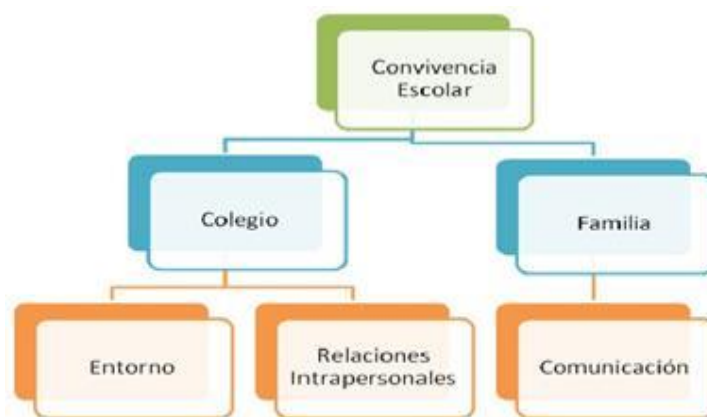 Convivencia
Escolar
Colegio
Familia
Entorno
Relaciones
Intrapersonales
Comunicación